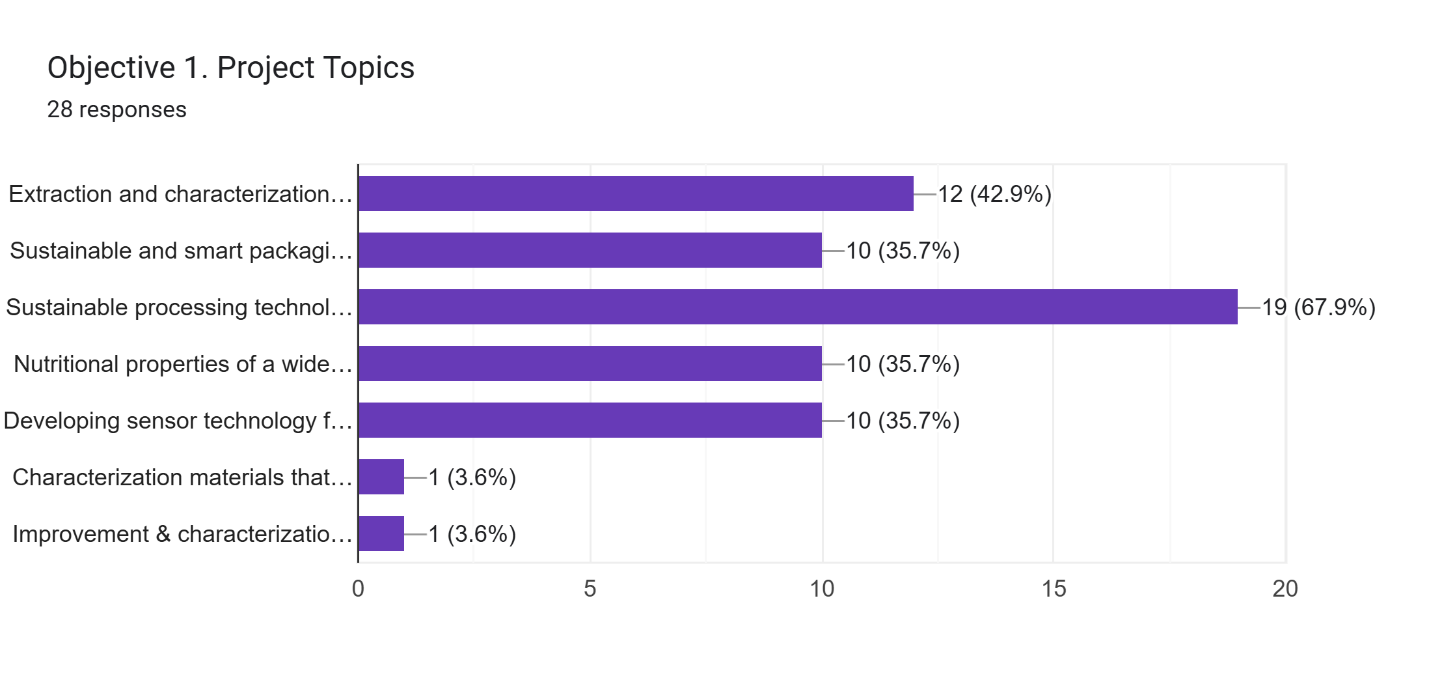 Objective 1. Project Topics
28 responses
Extraction and characterization… 12 (42.9%)
Sustainable and smart packagi… 10 (35.7%)
Sustainable processing technol… 19 (67.9%)
Nutritional properties of a wide… 10 (35.7%)
Developing sensor technology f… 10 (35.7%)
Characterization materials that… 1 (3.6%)
Improvement & characterizatio… 1 (3.6%)
0 5 10 15 20